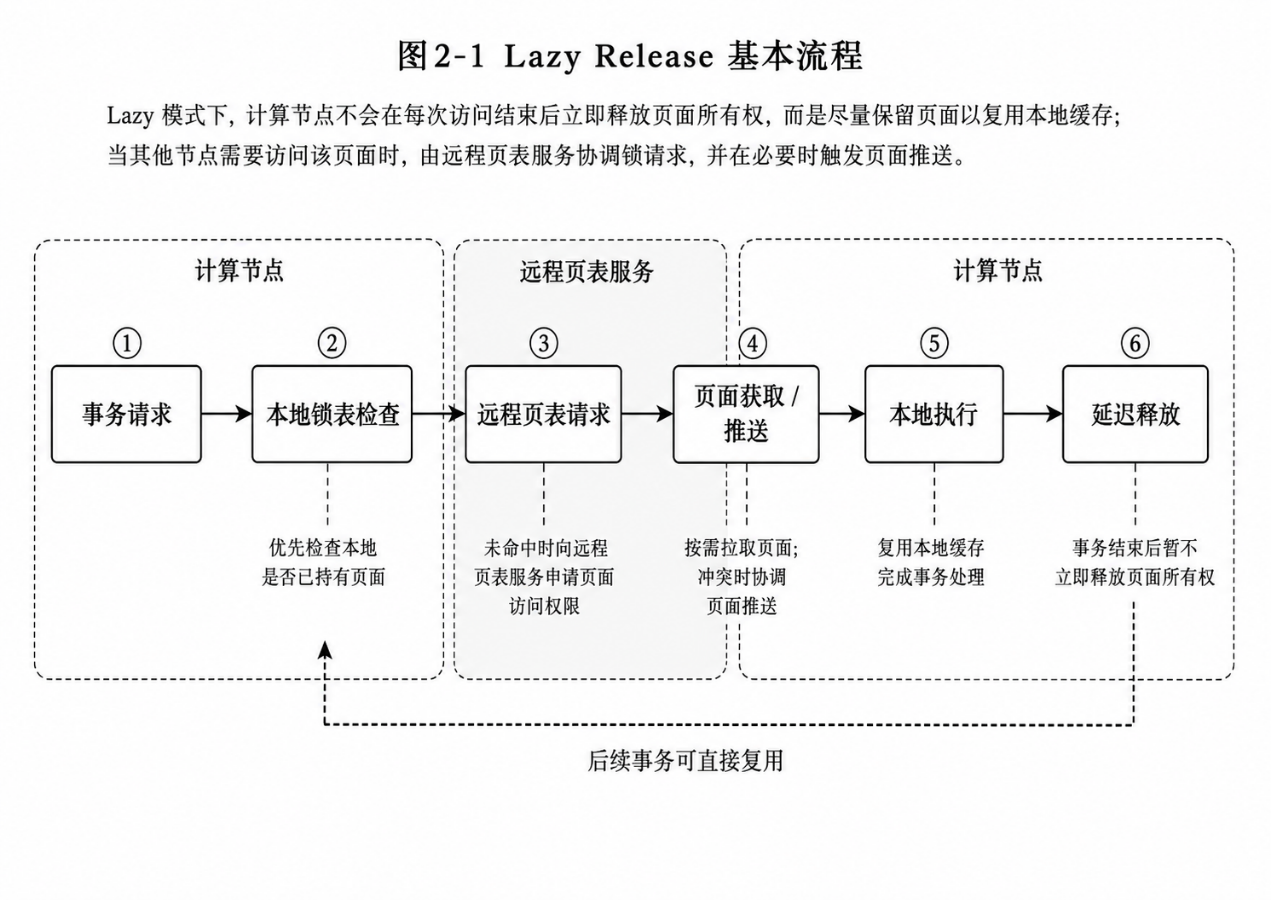 图2-1 Lazy Release 基本流程
Lazy 模式下，计算节点不会在每次访问结束后立即释放页面所有权，而是尽量保留页面以复用本地缓存；
当其他节点需要访问该页面时，由远程页表服务协调锁请求，并在必要时触发页面推送。
计算节点
远程页表服务
计算节点
①
②
③
④
⑤
⑥
事务请求
本地锁表检查
远程页表请求
页面获取 /
推送
本地执行
延迟释放
优先检查本地
是否已持有页面
未命中时向远程
页表服务申请页面
访问权限
按需拉取页面；
冲突时协调
页面推送
复用本地缓存
完成事务处理
事务结束后暂不
立即释放页面所有权
后续事务可直接复用